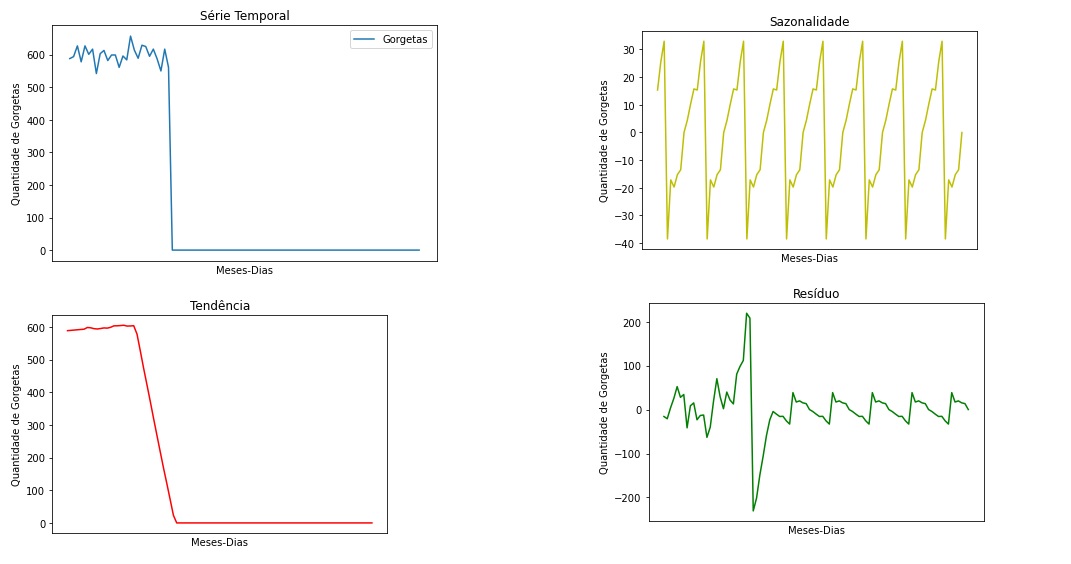 Série Temporal
Gorgetas
600
500
400
300
200
100
0
Quantidade de Gorgetas
Meses-Dias
Sazonalidade
30
20
10
0
−10
−20
−30
−40
Quantidade de Gorgetas
Meses-Dias
Tendência
600
500
400
300
200
100
0
Quantidade de Gorgetas
Meses-Dias
Resíduo
200
100
0
−100
−200
Quantidade de Gorgetas
Meses-Dias